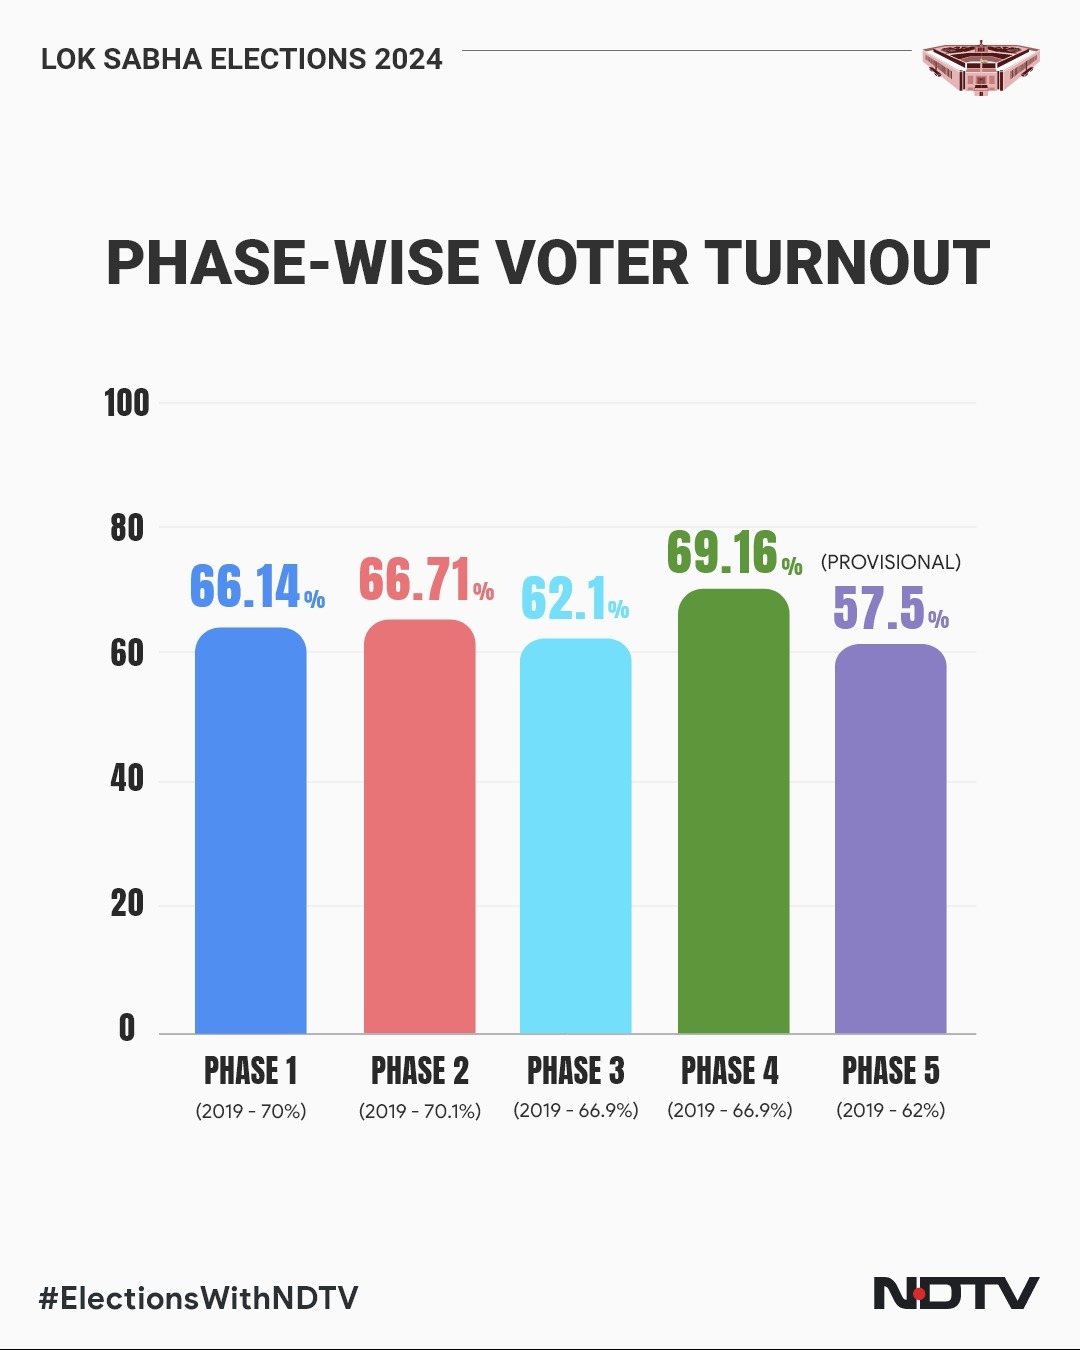 LOK SABHA ELECTIONS 2024
PHASE-WISE VOTER TURNOUT
100
80
60
40
20
0
66.14%
66.71%
62.1%
69.16%
(PROVISIONAL)
57.5%
PHASE 1
(2019 - 70%)
PHASE 2
(2019 - 70.1%)
PHASE 3
(2019 - 66.9%)
PHASE 4
(2019 - 66.9%)
PHASE 5
(2019 - 62%)
#ElectionsWithNDTV
NDTV